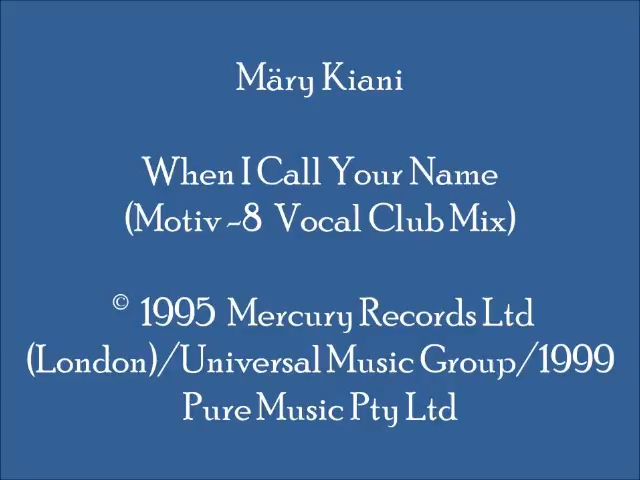 Märy Kiani
When I Call Your Name
(Motiv-8 Vocal Club Mix)
© 1995 Mercury Records Ltd
(London)/Universal Music Group/1999
Pure Music Pty Ltd